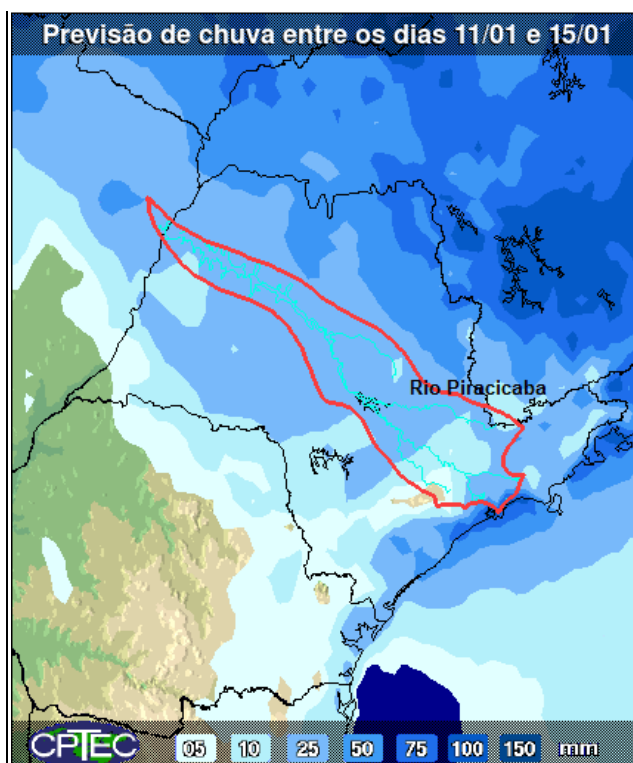 Previsão de chuva entre os dias 11/01 e 15/01
Rio Piracicaba
CPTEC 05 10 25 50 75 100 150 mm